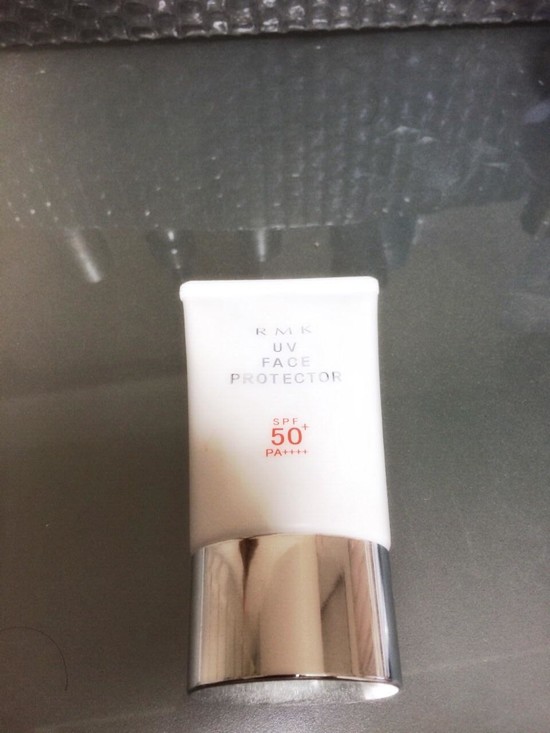 RMK
UV
FACE
PROTECTOR
SPF
50+
PA++++